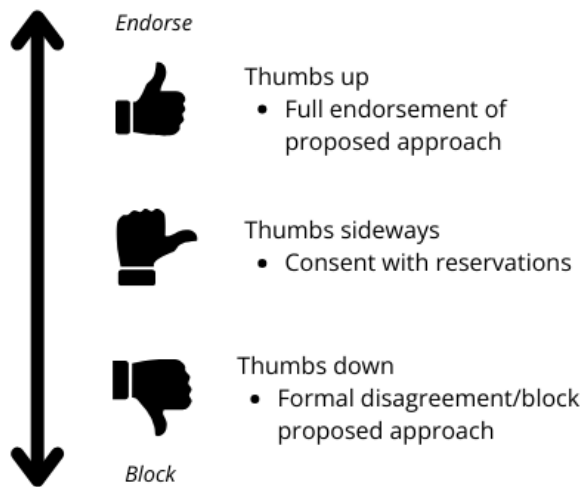 Endorse
Thumbs up
• Full endorsement of
proposed approach
Thumbs sideways
• Consent with reservations
Thumbs down
• Formal disagreement/block
proposed approach
Block